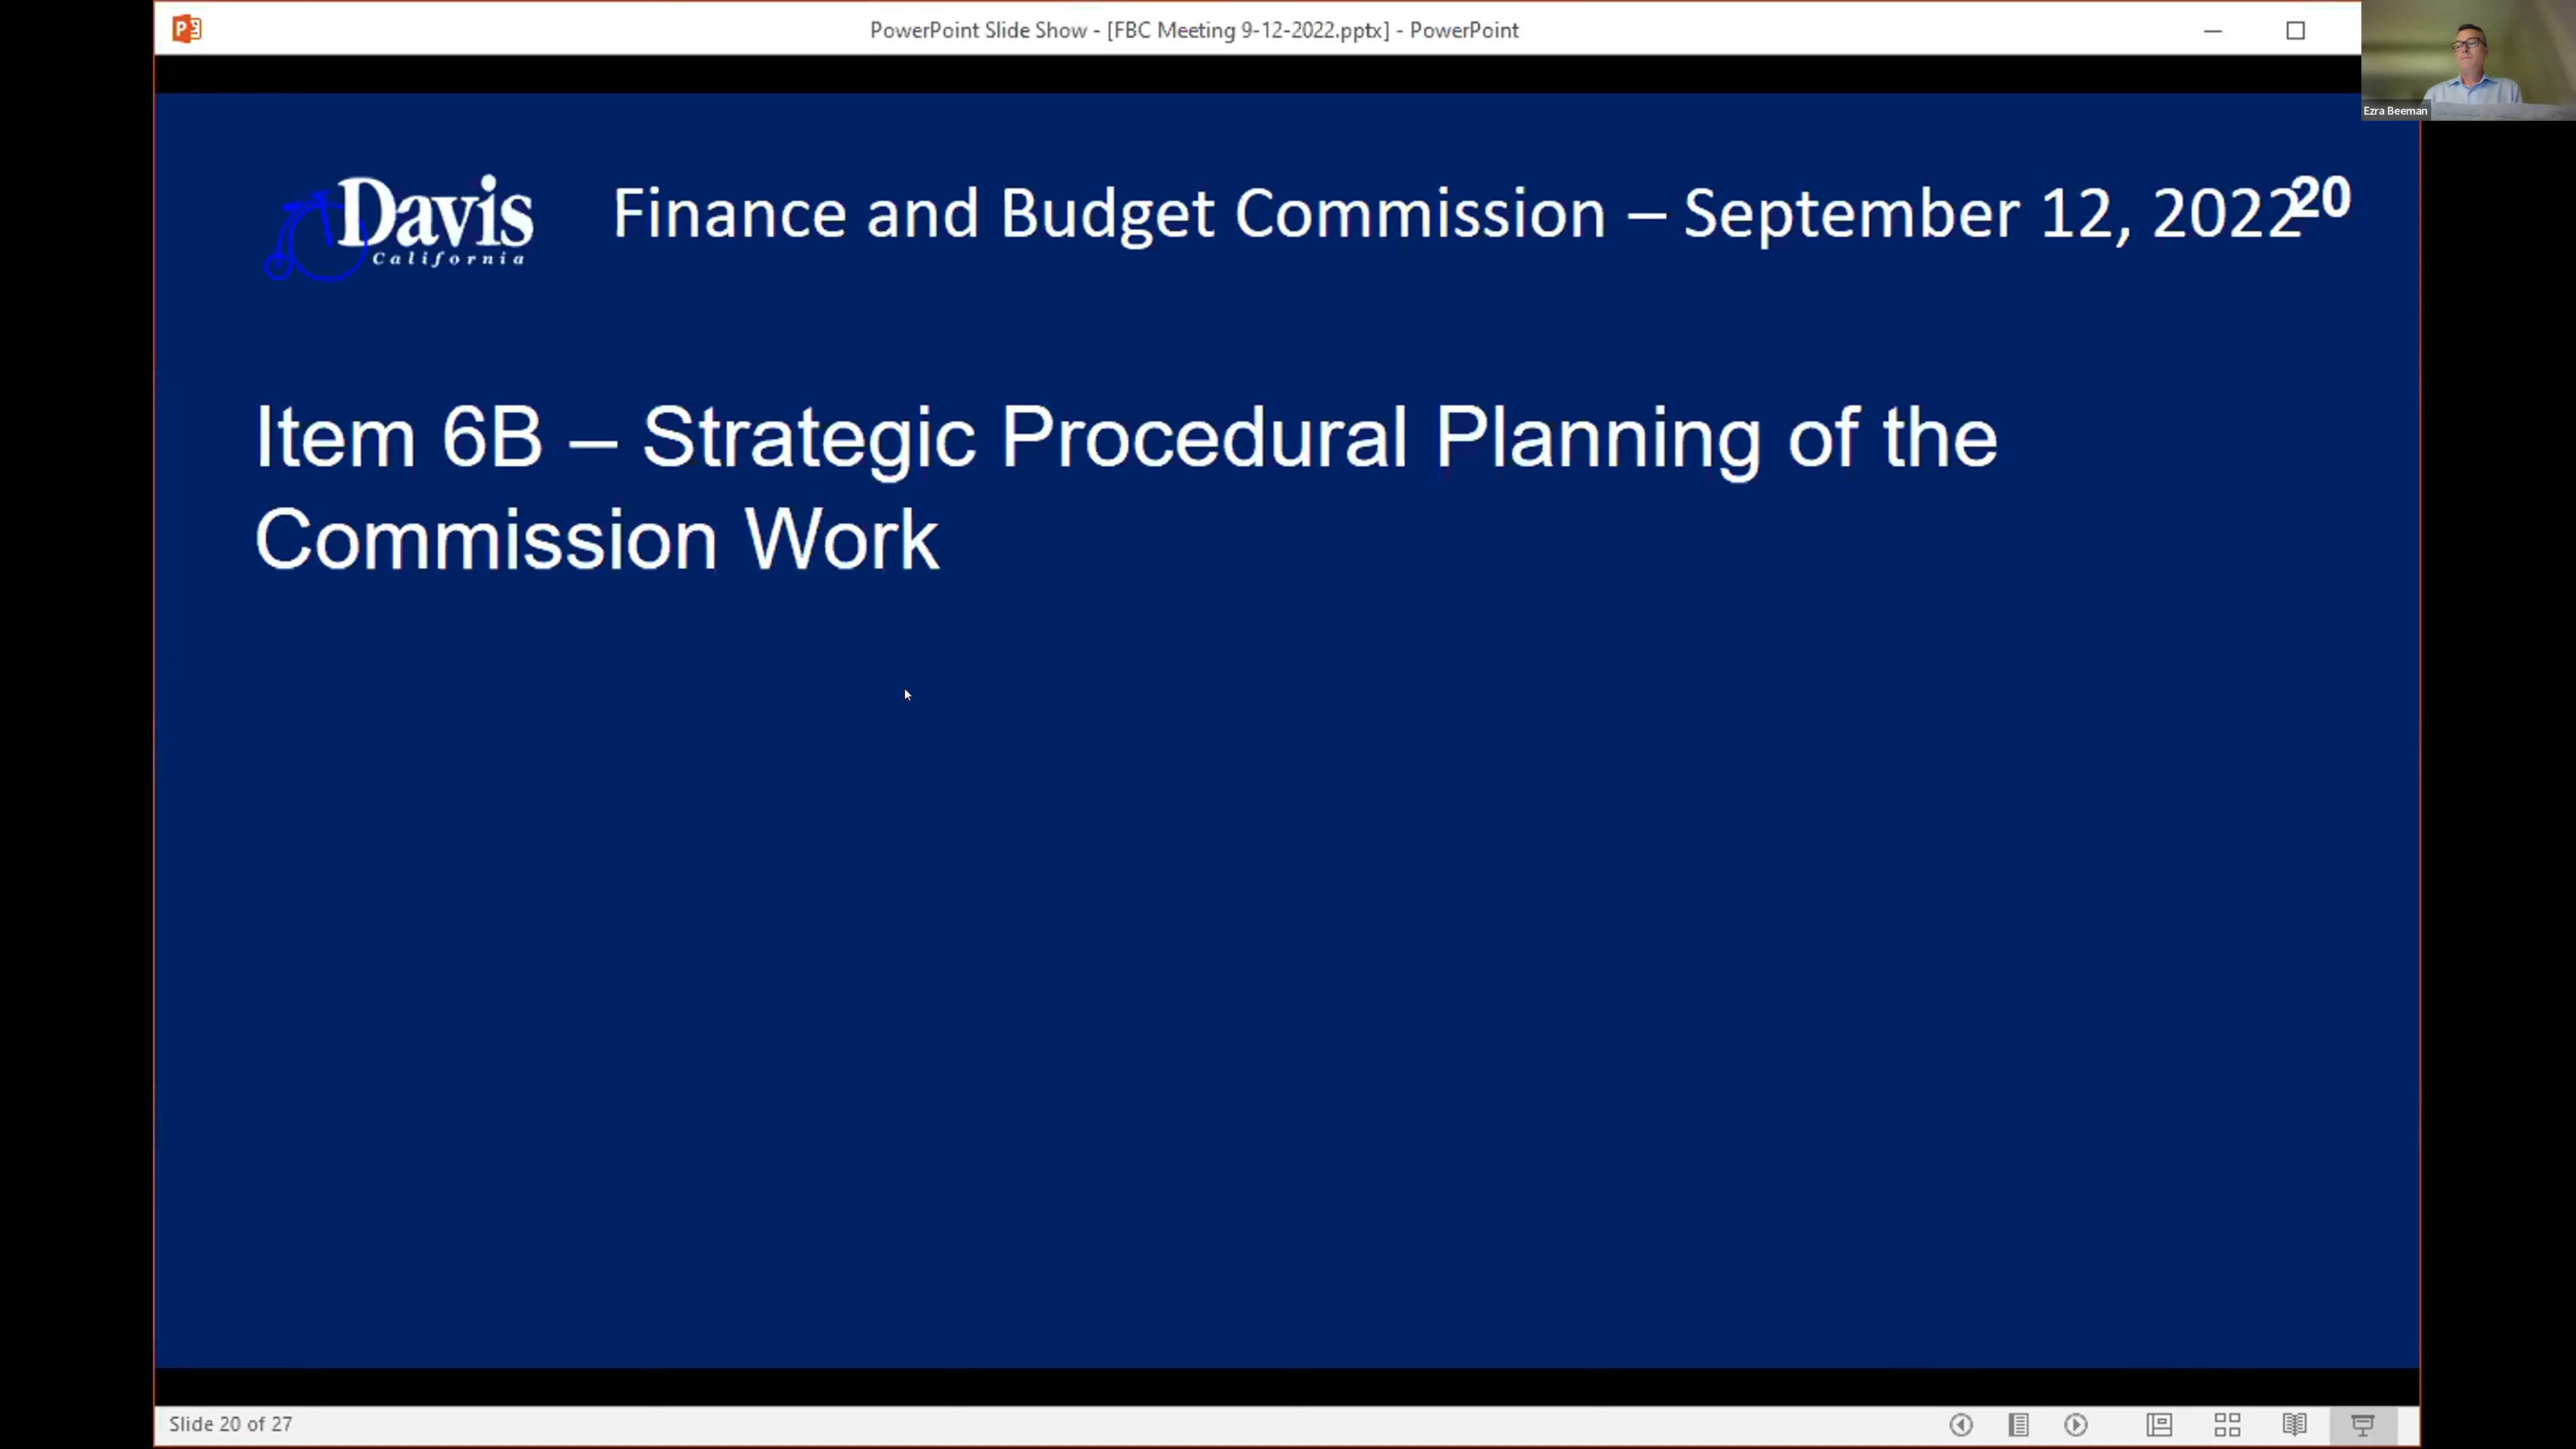 PowerPoint Slide Show - [FBC Meeting 9-12-2022.pptx] - PowerPoint
Ezra Beeman
Davis
California
Finance and Budget Commission – September 12, 2022
20
Item 6B – Strategic Procedural Planning of the
Commission Work
Slide 20 of 27